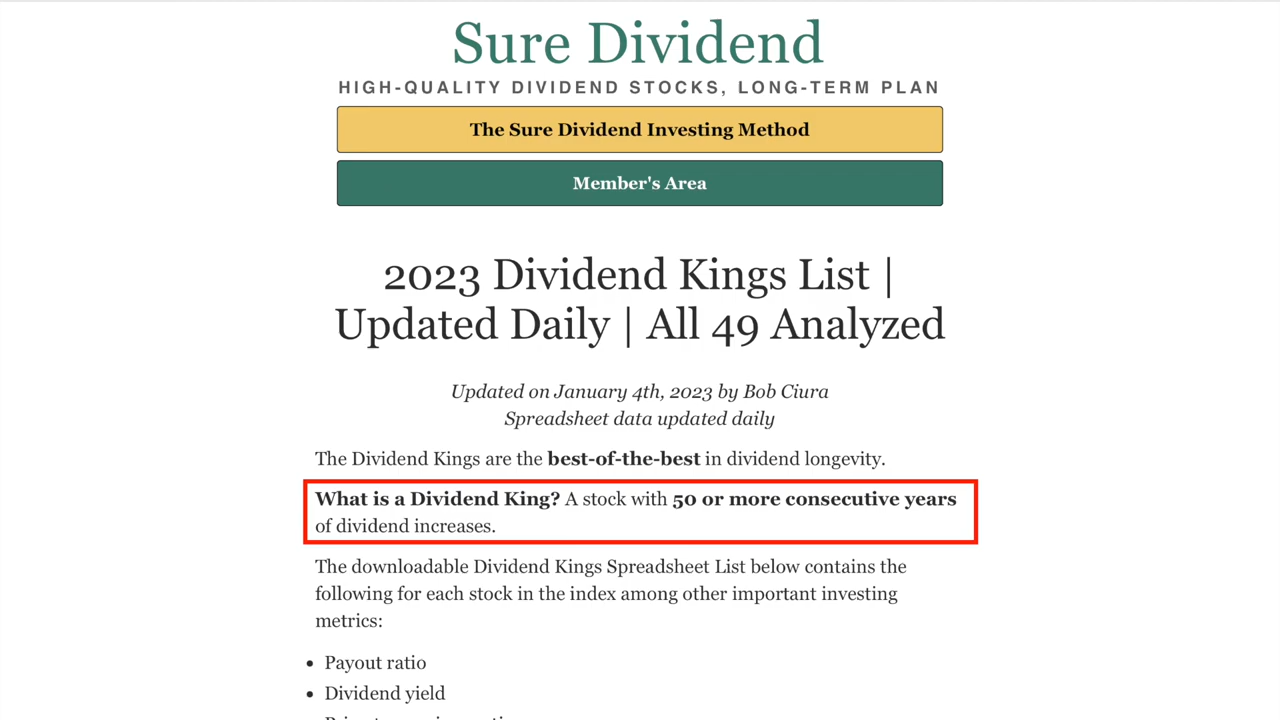 Sure Dividend
HIGH-QUALITY DIVIDEND STOCKS, LONG-TERM PLAN
The Sure Dividend Investing Method
Member's Area
2023 Dividend Kings List |
Updated Daily | All 49 Analyzed
Updated on January 4th, 2023 by Bob Ciura
Spreadsheet data updated daily
The Dividend Kings are the best-of-the-best in dividend longevity.
What is a Dividend King? A stock with 50 or more consecutive years
of dividend increases.
The downloadable Dividend Kings Spreadsheet List below contains the
following for each stock in the index among other important investing
metrics:
• Payout ratio
• Dividend yield